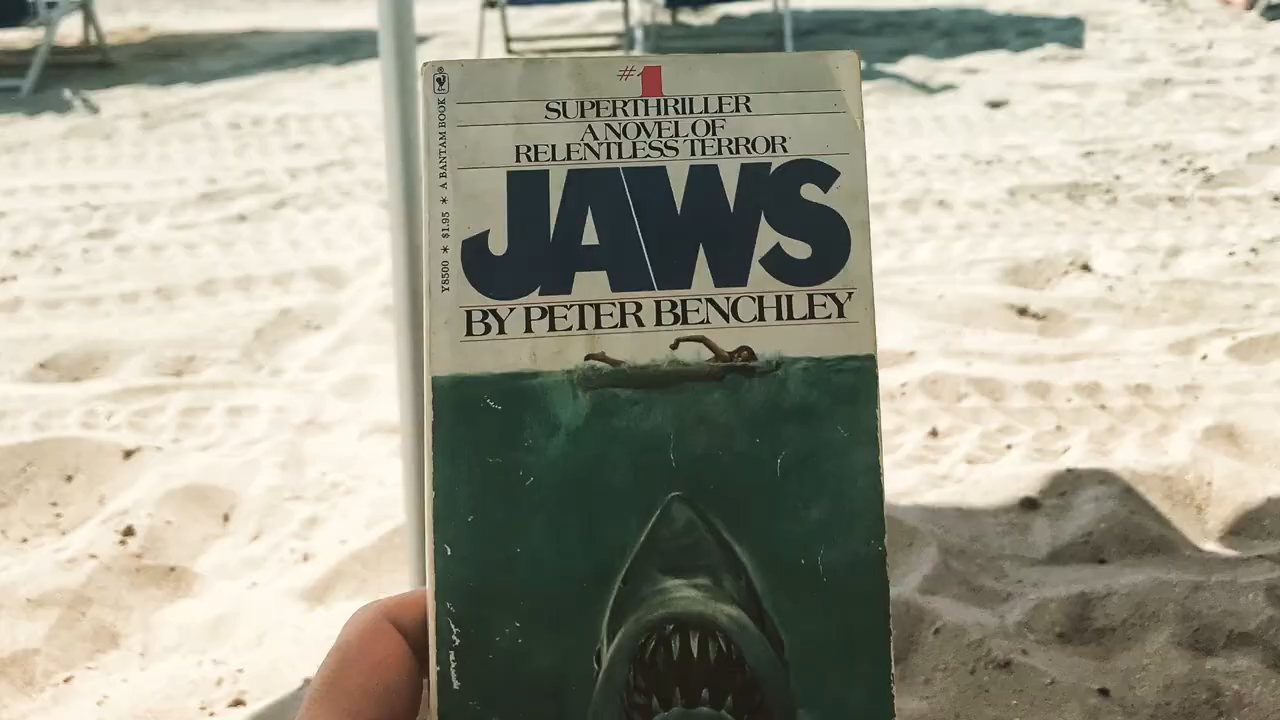 #1
SUPERTHRILLER
A NOVEL OF
RELENTLESS TERROR
JAWS
BY PETER BENCHLEY
Y8500 * $1.95 * A BANTAM BOOK